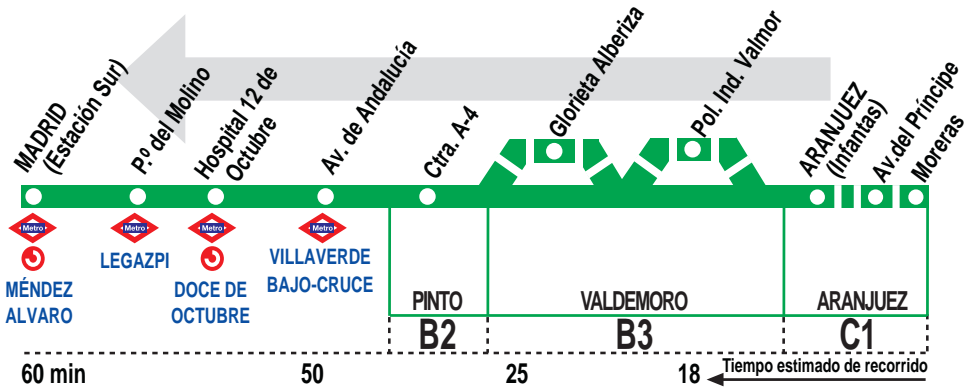 MADRID
(Estación Sur)
P.º del Molino
Hospital 12 de
Octubre
Av. de Andalucía
Ctra. A-4
Glorieta Alberiza
Pol. Ind. Valmor
ARANJUEZ
(Infantas)
Av.del Príncipe
Moreras
Metro
Metro
Metro
Metro
MÉNDEZ
ALVARO
LEGAZPI
DOCE DE
OCTUBRE
VILLAVERDE
BAJO-CRUCE
PINTO
VALDEMORO
ARANJUEZ
B2
B3
C1
60 min
50
25
18
Tiempo estimado de recorrido